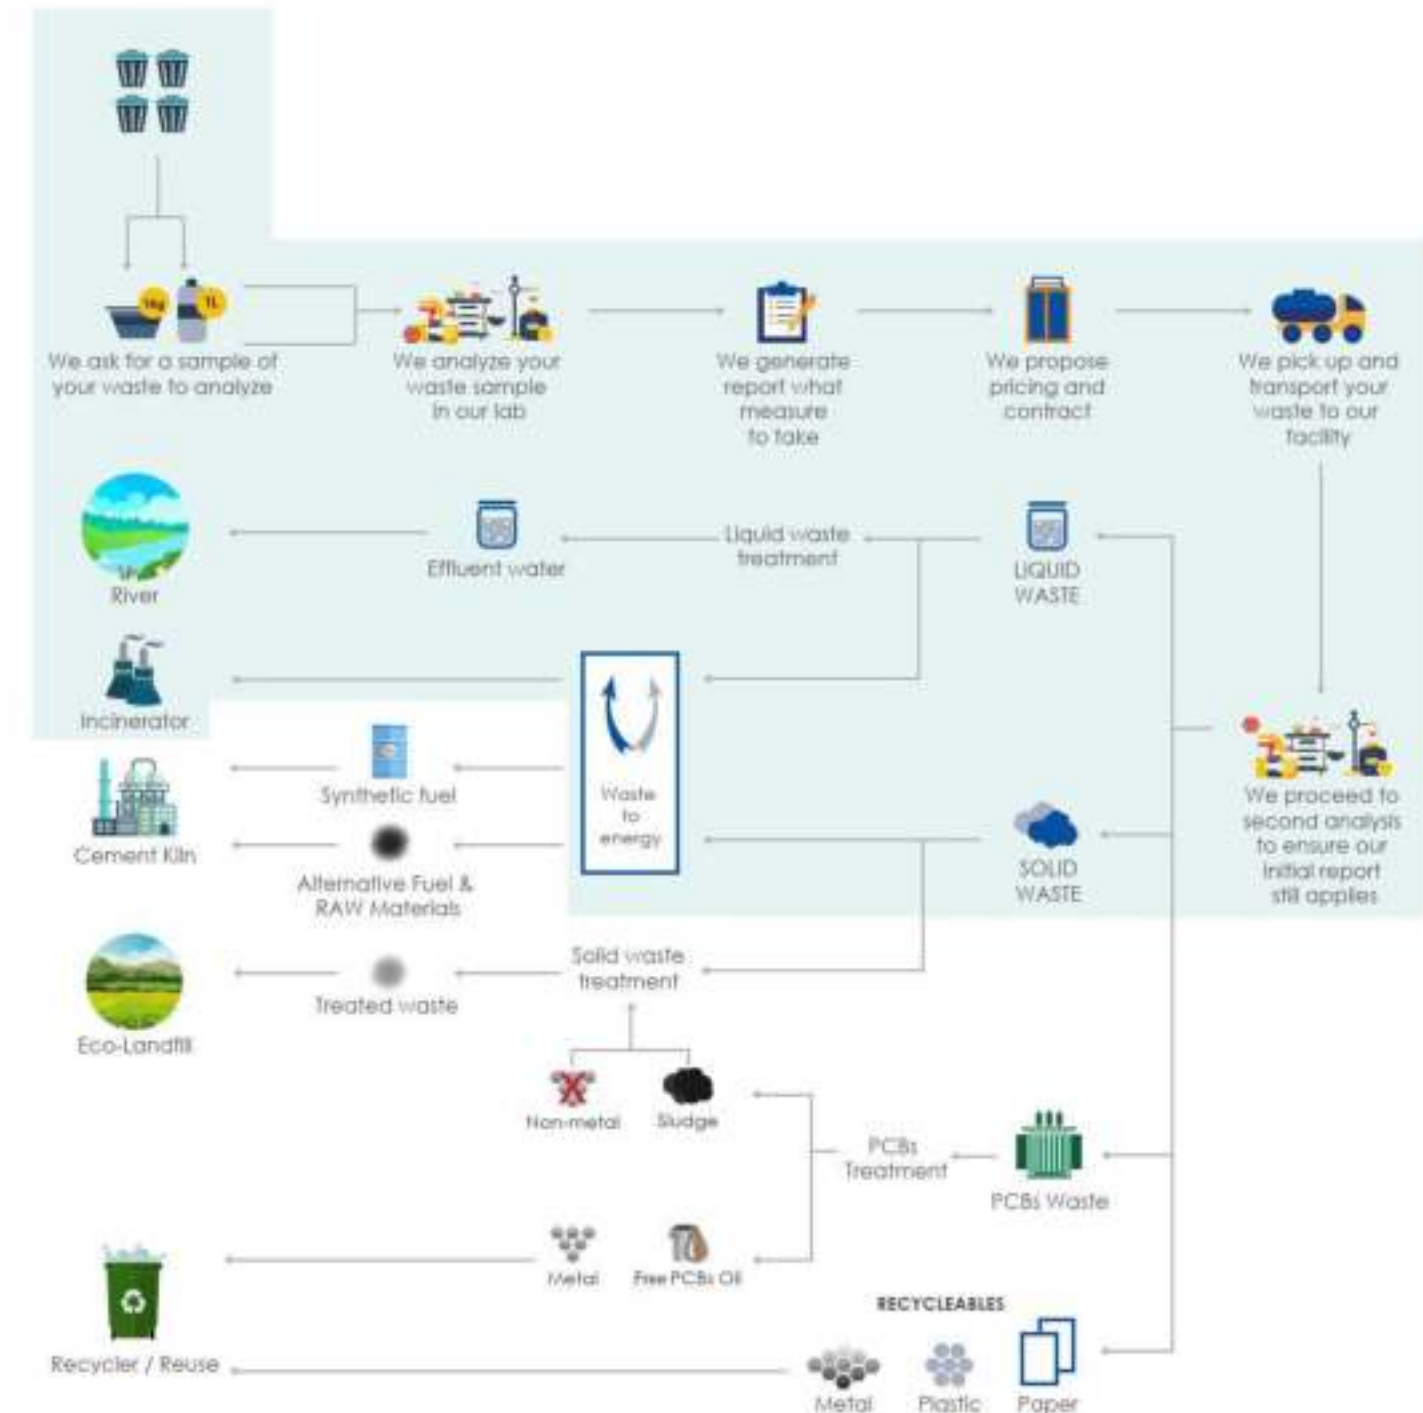 1kg
1L
We ask for a sample of
your waste to analyze
We analyze your
waste sample
in our lab
We generate
report what
measure
to take
We propose
pricing and
contract
We pick up and
transport your
waste to our
facility
River
Effluent water
Liquid waste
treatment
LIQUID
WASTE
Incinerator
Waste
to
energy
Synthetic fuel
Cement Kiln
Alternative Fuel &
RAW Materials
SOLID
WASTE
We proceed to
second analysis
to ensure our
initial report
still applies
Solid waste
treatment
Treated waste
Eco-Landfill
Non-metal
Sludge
PCBs
Treatment
PCBs Waste
Metal
Free PCBs Oil
RECYCLEABLES
Recycler / Reuse
Metal
Plastic
Paper